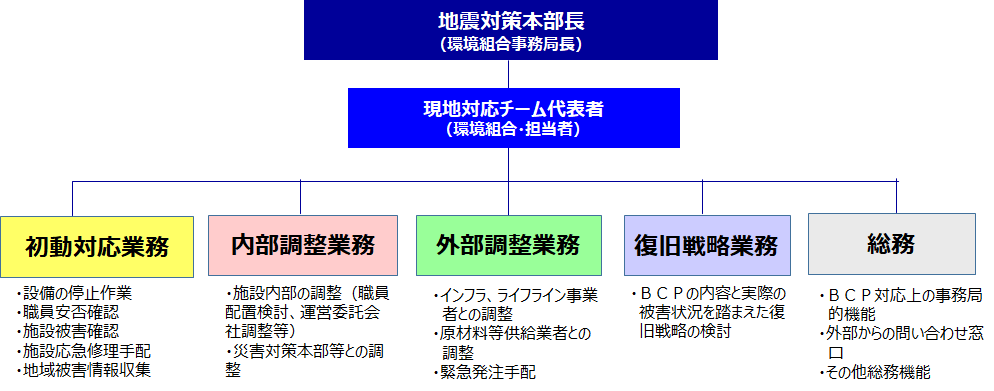 地震対策本部長
(環境組合事務局長)
現地対応チーム代表者
(環境組合・担当者)
初動対応業務
・設備の停止作業
・職員安否確認
・施設被害確認
・施設応急修理手配
・地域被害情報収集
内部調整業務
・施設内部の調整（職員
配置検討、運営委託会
社調整等）
・災害対策本部等との調
整
外部調整業務
・インフラ、ライフライン事業
者との調整
・原材料等供給業者との
調整
・緊急発注手配
復旧戦略業務
・ＢＣＰの内容と実際の
被害状況を踏まえた復
旧戦略の検討
総務
・ＢＣＰ対応上の事務局
的機能
・外部からの問い合わせ窓
口
・その他総務機能